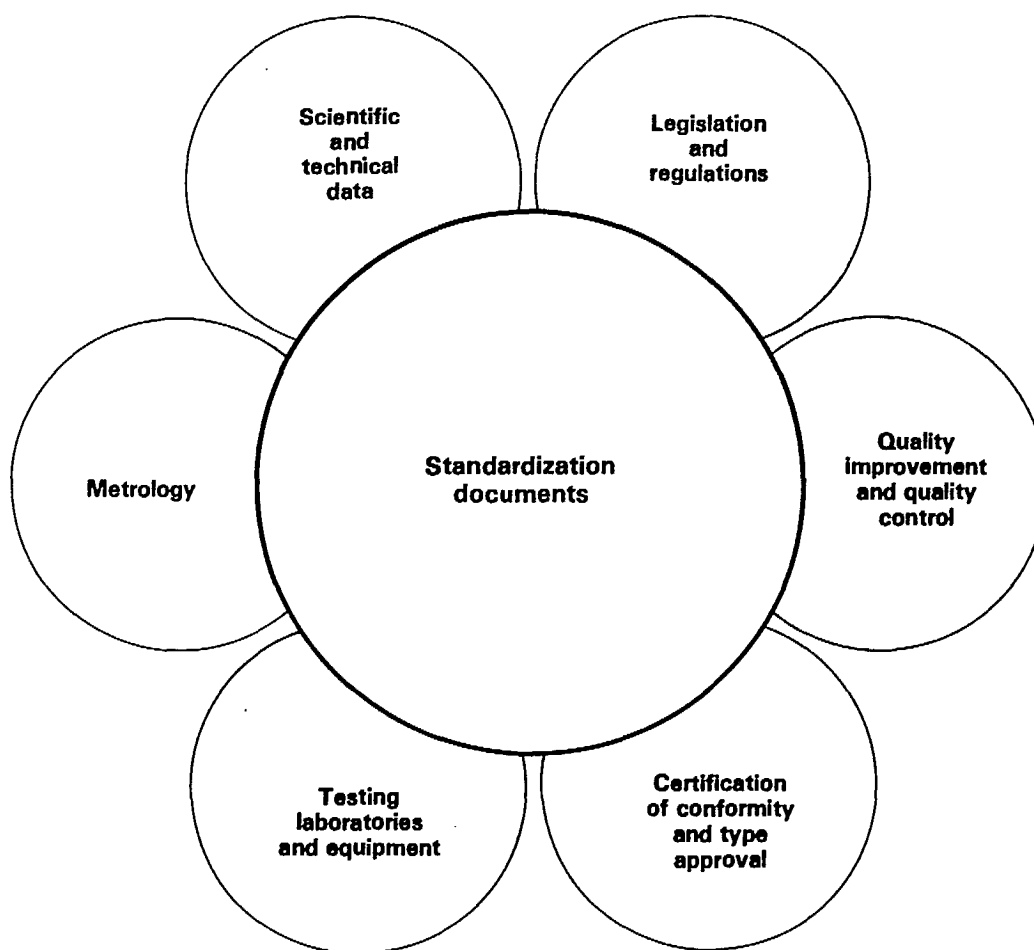 Scientific
and
technical
data
Legislation
and
regulations
Metrology
Standardization
documents
Quality
improvement
and quality
control
Testing
laboratories
and equipment
Certification
of conformity
and type
approval